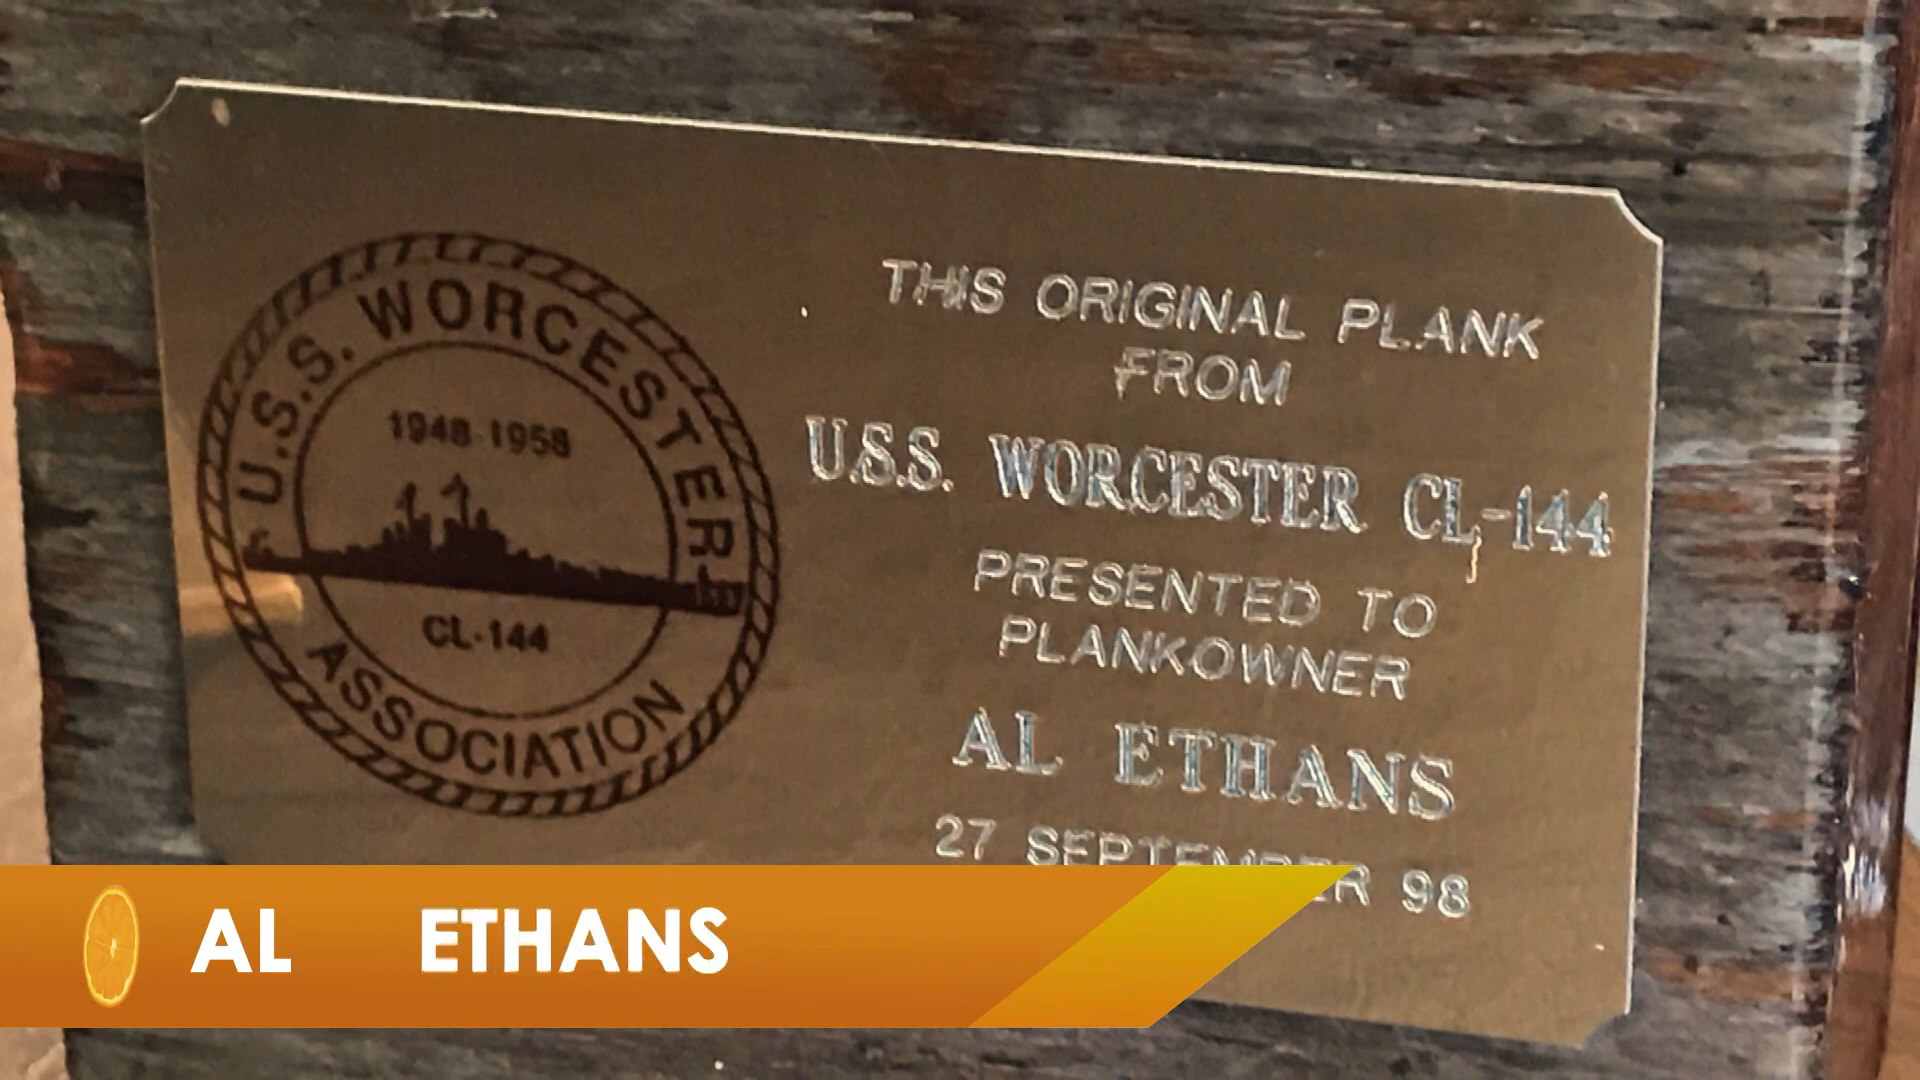 U.S.S. WORCESTER
1948-1958
CL-144
ASSOCIATION
THIS ORIGINAL PLANK
FROM
U.S.S. WORCESTER CL-144
PRESENTED TO
PLANKOWNER
AL ETHANS
27 SEPTEMBER 98
AL ETHANS